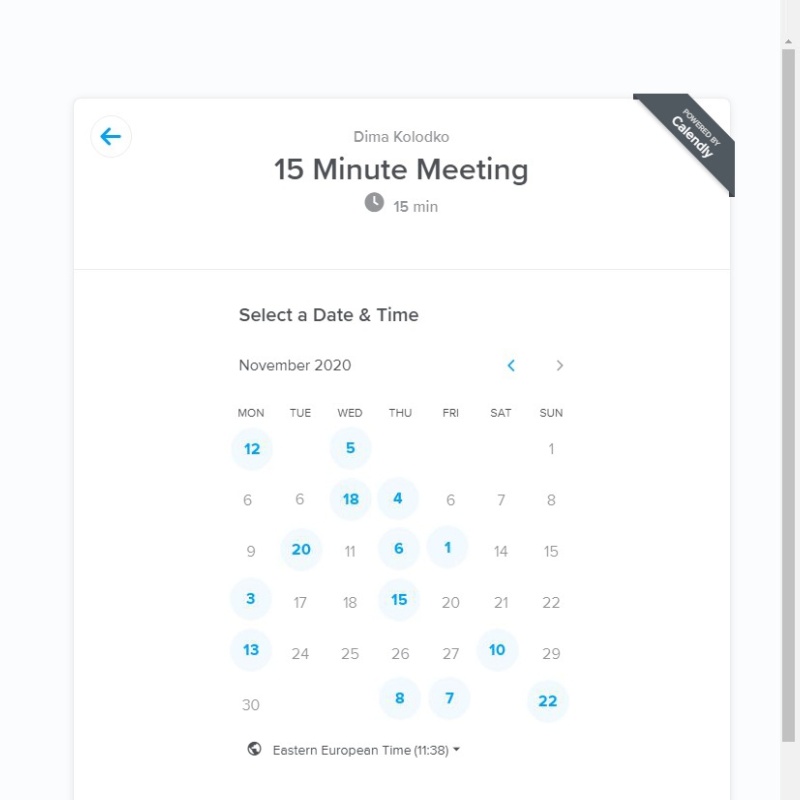 POWERED BY
Calendly
Dima Kolodko
15 Minute Meeting
15 min
Select a Date & Time
November 2020
MON TUE WED THU FRI SAT SUN
12 5 1
6 6 18 4 6 7 8
9 20 11 6 1 14 15
3 17 18 15 20 21 22
13 24 25 26 27 10 29
30 8 7 22
Eastern European Time (11:38)